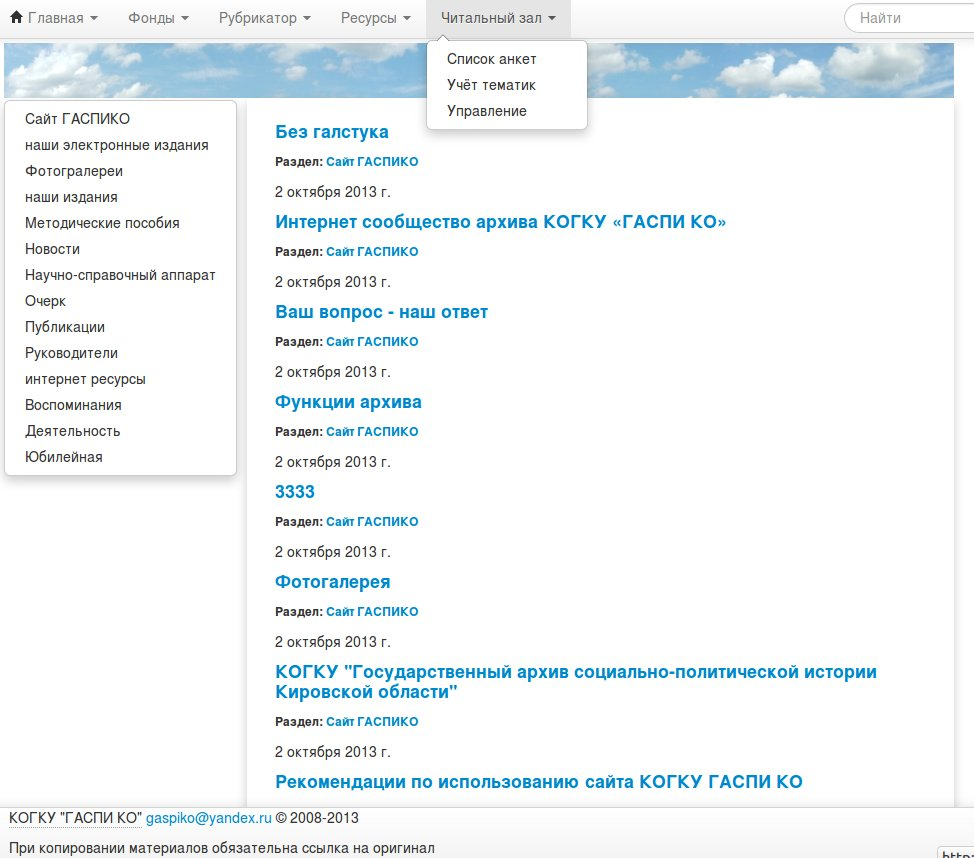 Главная Фонды Рубрикатор Ресурсы Читальный зал Найти
Список анкет
Учёт тематик
Управление
Сайт ГАСПИКО
наши электронные издания
Фотогралереи
наши издания
Методические пособия
Новости
Научно-справочный аппарат
Очерк
Публикации
Руководители
интернет ресурсы
Воспоминания
Деятельность
Юбилейная
Без галстука
Раздел: Сайт ГАСПИКО
2 октября 2013 г.
Интернет сообщество архива КОГКУ «ГАСПИ КО»
Раздел: Сайт ГАСПИКО
2 октября 2013 г.
Ваш вопрос - наш ответ
Раздел: Сайт ГАСПИКО
2 октября 2013 г.
Функции архива
Раздел: Сайт ГАСПИКО
2 октября 2013 г.
3333
Раздел: Сайт ГАСПИКО
2 октября 2013 г.
Фотогалерея
Раздел: Сайт ГАСПИКО
2 октября 2013 г.
КОГКУ "Государственный архив социально-политической истории
Кировской области"
Раздел: Сайт ГАСПИКО
2 октября 2013 г.
Рекомендации по использованию сайта КОГКУ ГАСПИ КО
КОГКУ "ГАСПИ КО" gaspiko@yandex.ru © 2008-2013
При копировании материалов обязательна ссылка на оригинал